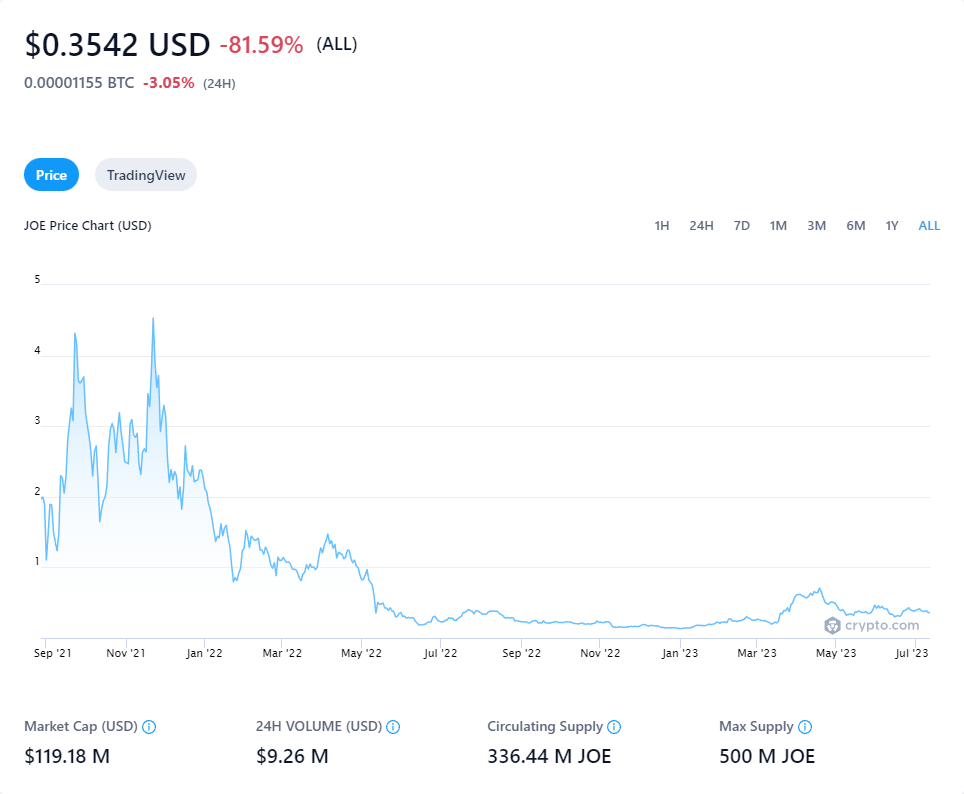 $0.3542 USD -81.59% (ALL)
0.00001155 BTC -3.05% (24H)
Price TradingView
JOE Price Chart (USD) 1H 24H 7D 1M 3M 6M 1Y ALL
5
4
3
2
1
crypto.com
Sep '21 Nov '21 Jan '22 Mar '22 May '22 Jul '22 Sep '22 Nov '22 Jan '23 Mar '23 May '23 Jul '23
Market Cap (USD) 24H VOLUME (USD) Circulating Supply Max Supply
$119.18 M $9.26 M 336.44 M JOE 500 M JOE